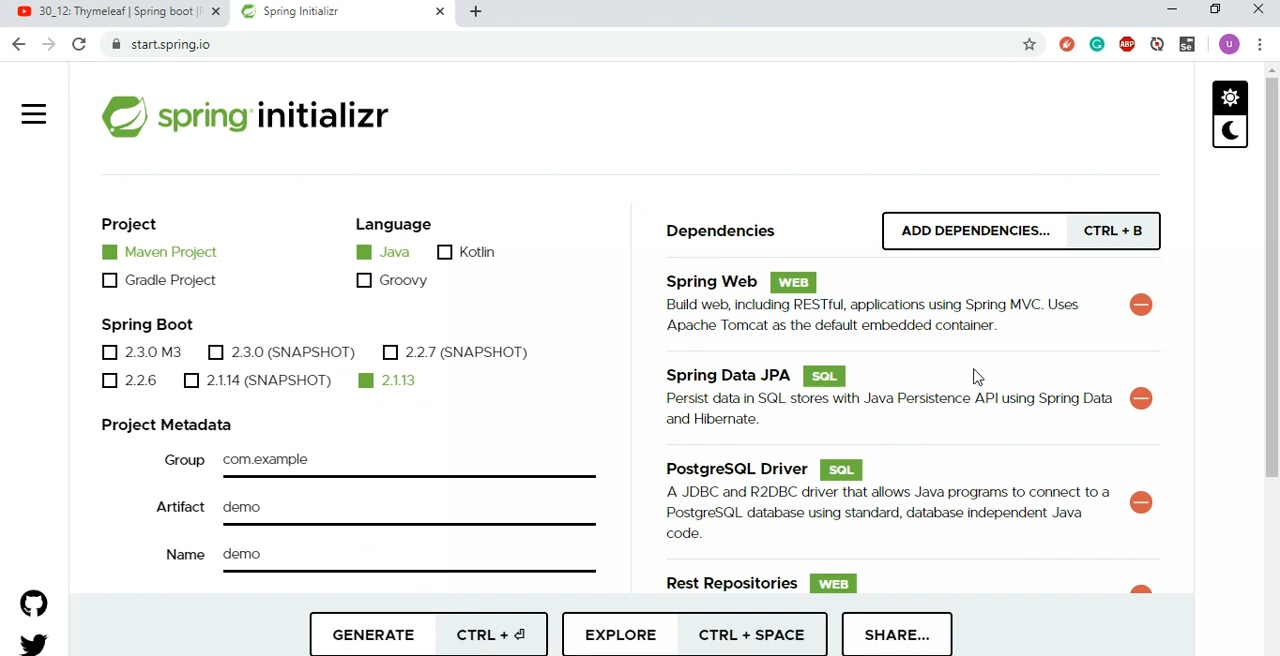 30_12: Thymeleaf | Spring boot |
Spring Initializr
start.spring.io
ABP
Se
u
spring initializr
Project
Maven Project
Gradle Project
Language
Java
Kotlin
Groovy
Spring Boot
2.3.0 M3
2.3.0 (SNAPSHOT)
2.2.7 (SNAPSHOT)
2.2.6
2.1.14 (SNAPSHOT)
2.1.13
Project Metadata
Group
com.example
Artifact
demo
Name
demo
Dependencies
ADD DEPENDENCIES...
CTRL + B
Spring Web WEB
Build web, including RESTful, applications using Spring MVC. Uses
Apache Tomcat as the default embedded container.
Spring Data JPA SQL
Persist data in SQL stores with Java Persistence API using Spring Data
and Hibernate.
PostgreSQL Driver SQL
A JDBC and R2DBC driver that allows Java programs to connect to a
PostgreSQL database using standard, database independent Java
code.
Rest Repositories WEB
GENERATE CTRL + ⏎
EXPLORE CTRL + SPACE
SHARE...